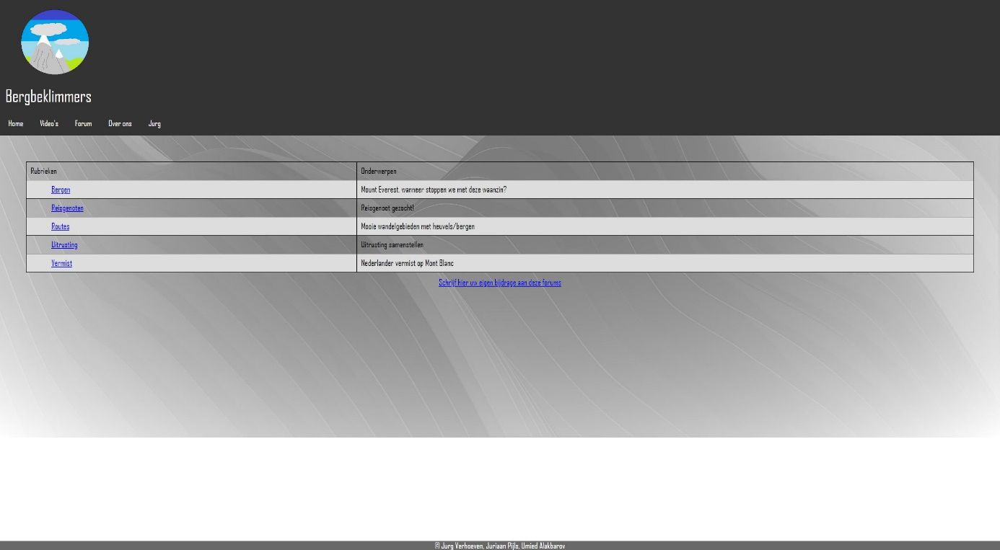 Bergbeklimmers
Home Video's Forum Over ons Jurg
Rubrieken Onderwerpen
Bergen Mount Everest, wanneer stoppen we met deze waanzin?
Reisgenoten Reisgenoot gezocht!
Routes Mooie wandelgebieden met heuvels/bergen
Uitrusting Uitrusting samenstellen
Vermist Nederlander vermist op Mont Blanc
Schrijf hier uw eigen bijdrage aan deze forums
© Jurg Verhoeven, Juriaan Pijls, Umied Alakbarov